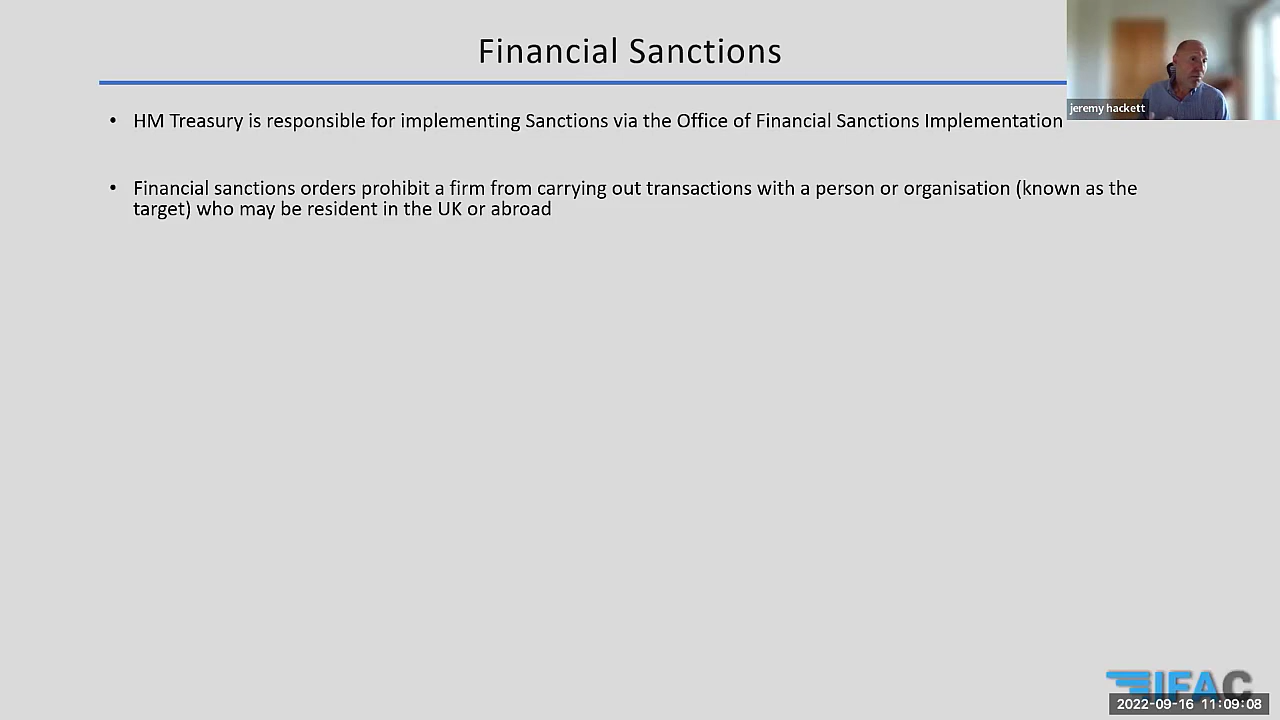 Financial Sanctions
jeremy hackett
• HM Treasury is responsible for implementing Sanctions via the Office of Financial Sanctions Implementation
• Financial sanctions orders prohibit a firm from carrying out transactions with a person or organisation (known as the
target) who may be resident in the UK or abroad
IFAC
2022-09-16 11:09:08